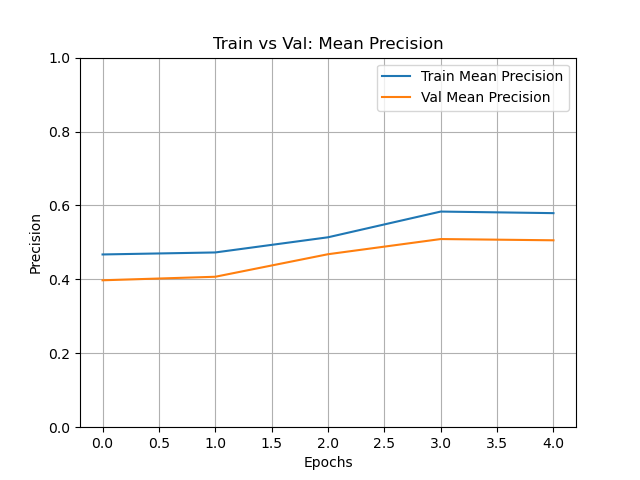 Train vs Val: Mean Precision
Train Mean Precision
Val Mean Precision
Precision
1.0
0.8
0.6
0.4
0.2
0.0
0.0 0.5 1.0 1.5 2.0 2.5 3.0 3.5 4.0
Epochs